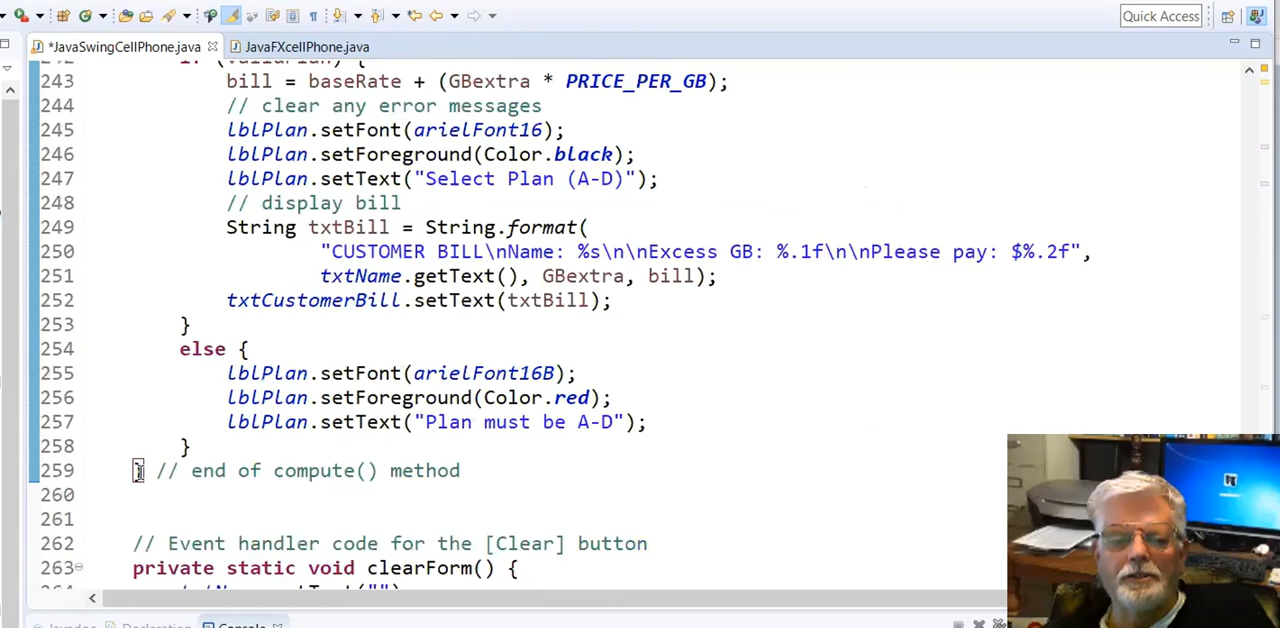 Quick Access
*JavaSwingCellPhone.java
JavaFXcellPhone.java
243 bill = baseRate + (GBextra * PRICE_PER_GB);
244 // clear any error messages
245 lblPlan.setFont(arielFont16);
246 lblPlan.setForeground(Color.black);
247 lblPlan.setText("Select Plan (A-D)");
248 // display bill
249 String txtBill = String.format(
250 "CUSTOMER BILL\nName: %s\n\nExcess GB: %.1f\n\nPlease pay: $%.2f",
251 txtName.getText(), GBextra, bill);
252 txtCustomerBill.setText(txtBill);
253 }
254 else {
255 lblPlan.setFont(arielFont16B);
256 lblPlan.setForeground(Color.red);
257 lblPlan.setText("Plan must be A-D");
258 }
259 } // end of compute() method
260
261
262 // Event handler code for the [Clear] button
263 private static void clearForm() {
Javadoc Declaration Console